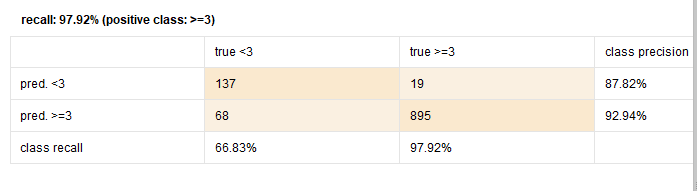 recall: 97.92% (positive class: >=3)
true <3 true >=3 class precision
pred. <3 137 19 87.82%
pred. >=3 68 895 92.94%
class recall 66.83% 97.92%